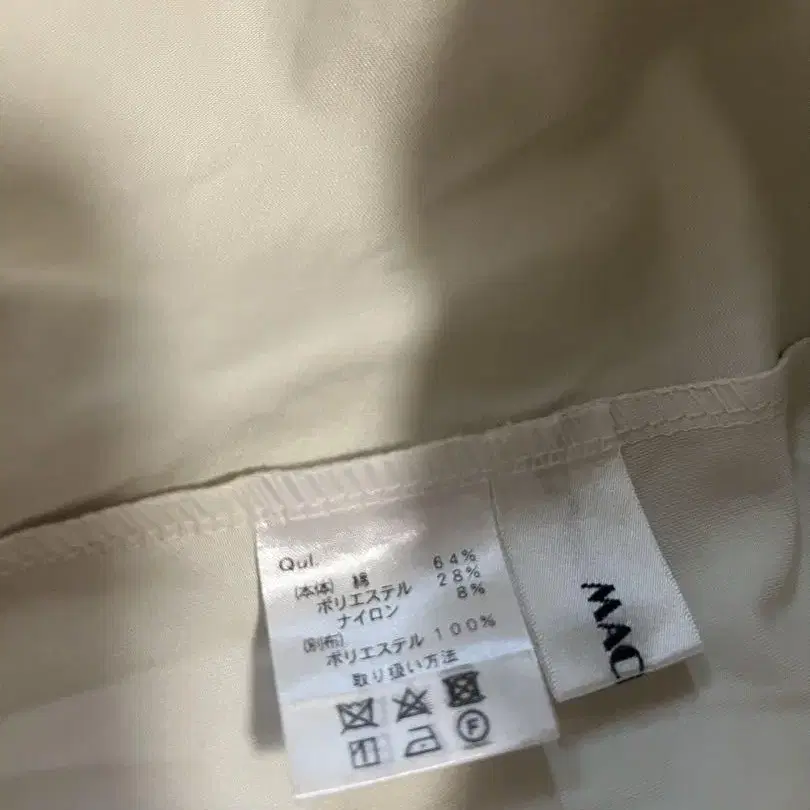 Qul.
(本体) 綿 64%
ポリエステル 28%
ナイロン 8%
(別布)
ポリエステル 100%
取り扱い方法
F
MAC